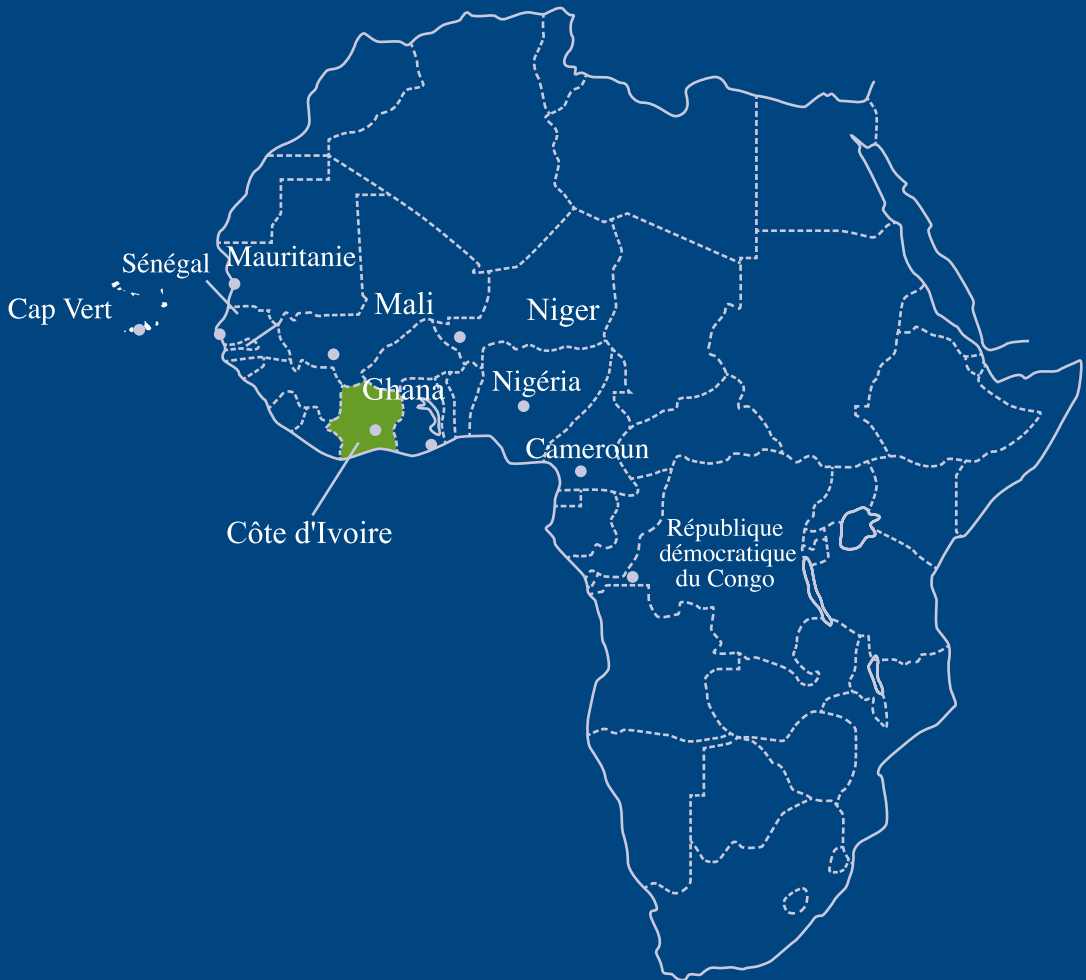 Sénégal
Mauritanie
Cap Vert
Mali
Niger
Ghana
Nigéria
Cameroun
Côte d'Ivoire
République
démocratique
du Congo